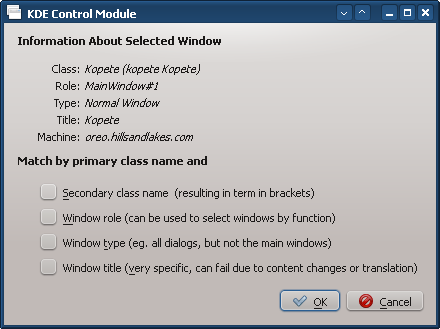 KDE Control Module
Information About Selected Window
Class: Kopete (kopete Kopete)
Role: MainWindow#1
Type: Normal Window
Title: Kopete
Machine: oreo.hillsandlakes.com
Match by primary class name and
Secondary class name (resulting in term in brackets)
Window role (can be used to select windows by function)
Window type (eg. all dialogs, but not the main windows)
Window title (very specific, can fail due to content changes or translation)
OK Cancel